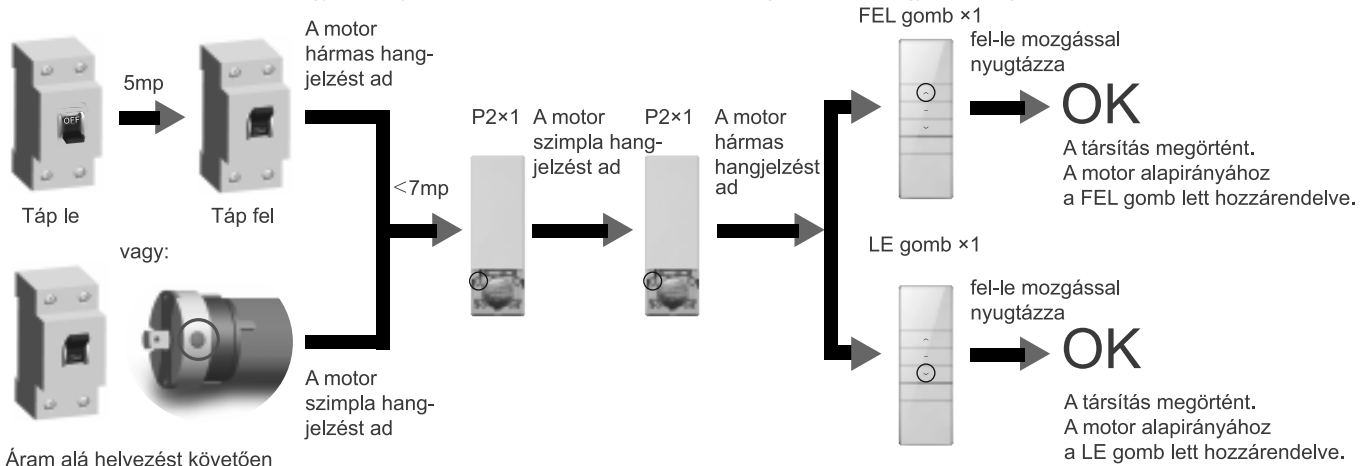 FEL gomb ×1
A motor
hármas hang-
jelzést ad
fel-le mozgással
nyugtázza
5mp
OFF
OK
P2×1
A motor
szimpla hang-
jelzést ad
P2×1
A motor
hármas
hangjelzést
ad
A társítás megörtént.
A motor alapirányához
a FEL gomb lett hozzárendelve.
<7mp
Táp le
Táp fel
vagy:
LE gomb ×1
fel-le mozgással
nyugtázza
OK
A motor
szimpla hang-
jelzést ad
A társítás megörtént.
A motor alapirányához
a LE gomb lett hozzárendelve.
Áram alá helyezést követően